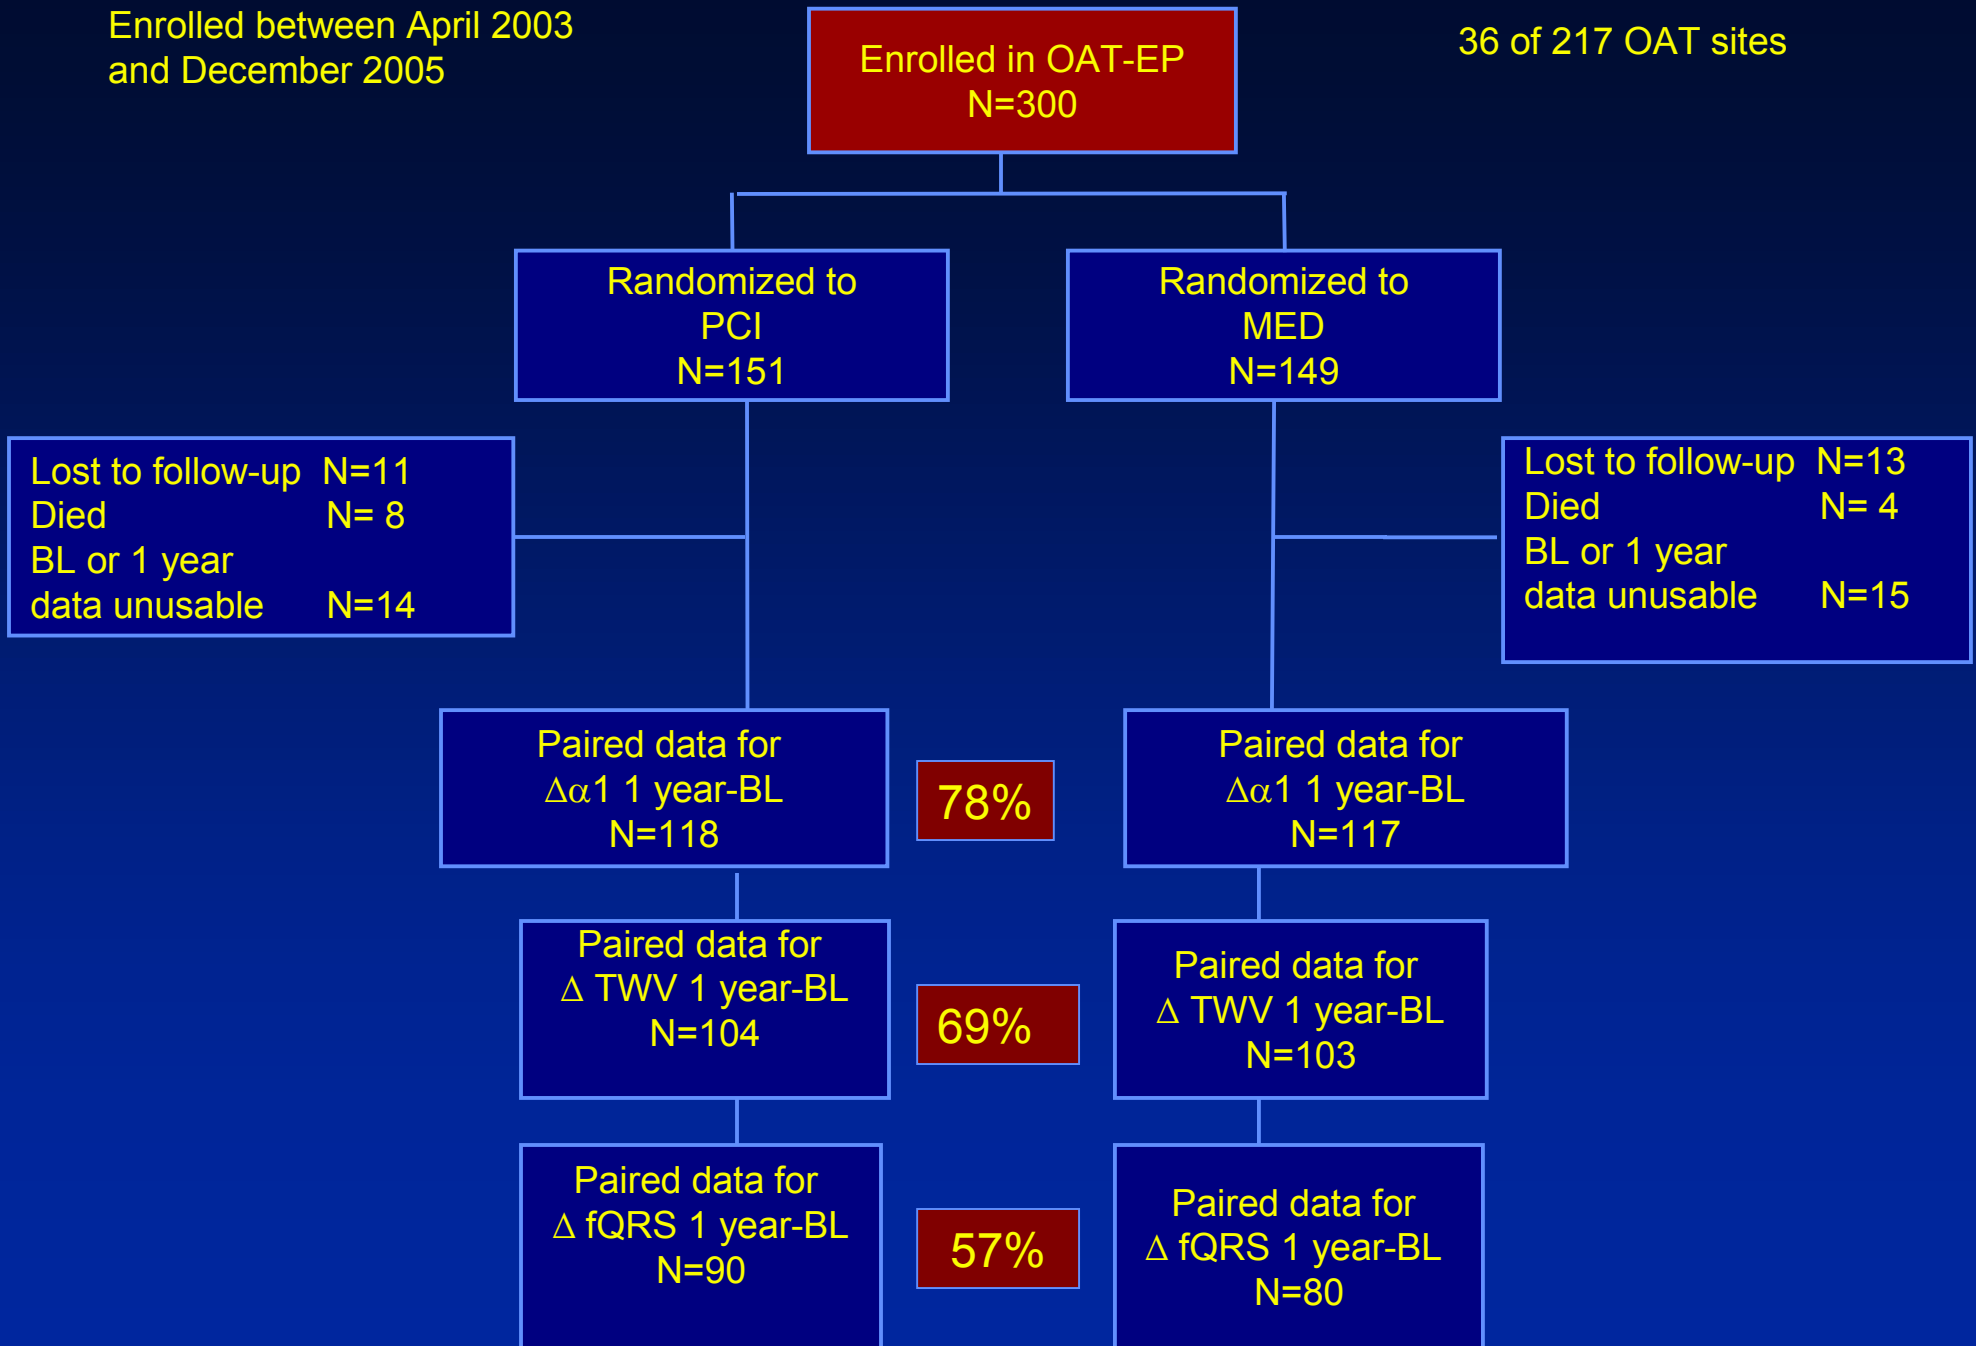 Enrolled between April 2003
and December 2005
Enrolled in OAT-EP
N=300
36 of 217 OAT sites
Randomized to
PCI
N=151
Randomized to
MED
N=149
Lost to follow-up N=11
Died N= 8
BL or 1 year
data unusable N=14
Lost to follow-up N=13
Died N= 4
BL or 1 year
data unusable N=15
Paired data for
Δα1 1 year-BL
N=118
78%
Paired data for
Δα1 1 year-BL
N=117
Paired data for
Δ TWV 1 year-BL
N=104
69%
Paired data for
Δ TWV 1 year-BL
N=103
Paired data for
Δ fQRS 1 year-BL
N=90
57%
Paired data for
Δ fQRS 1 year-BL
N=80